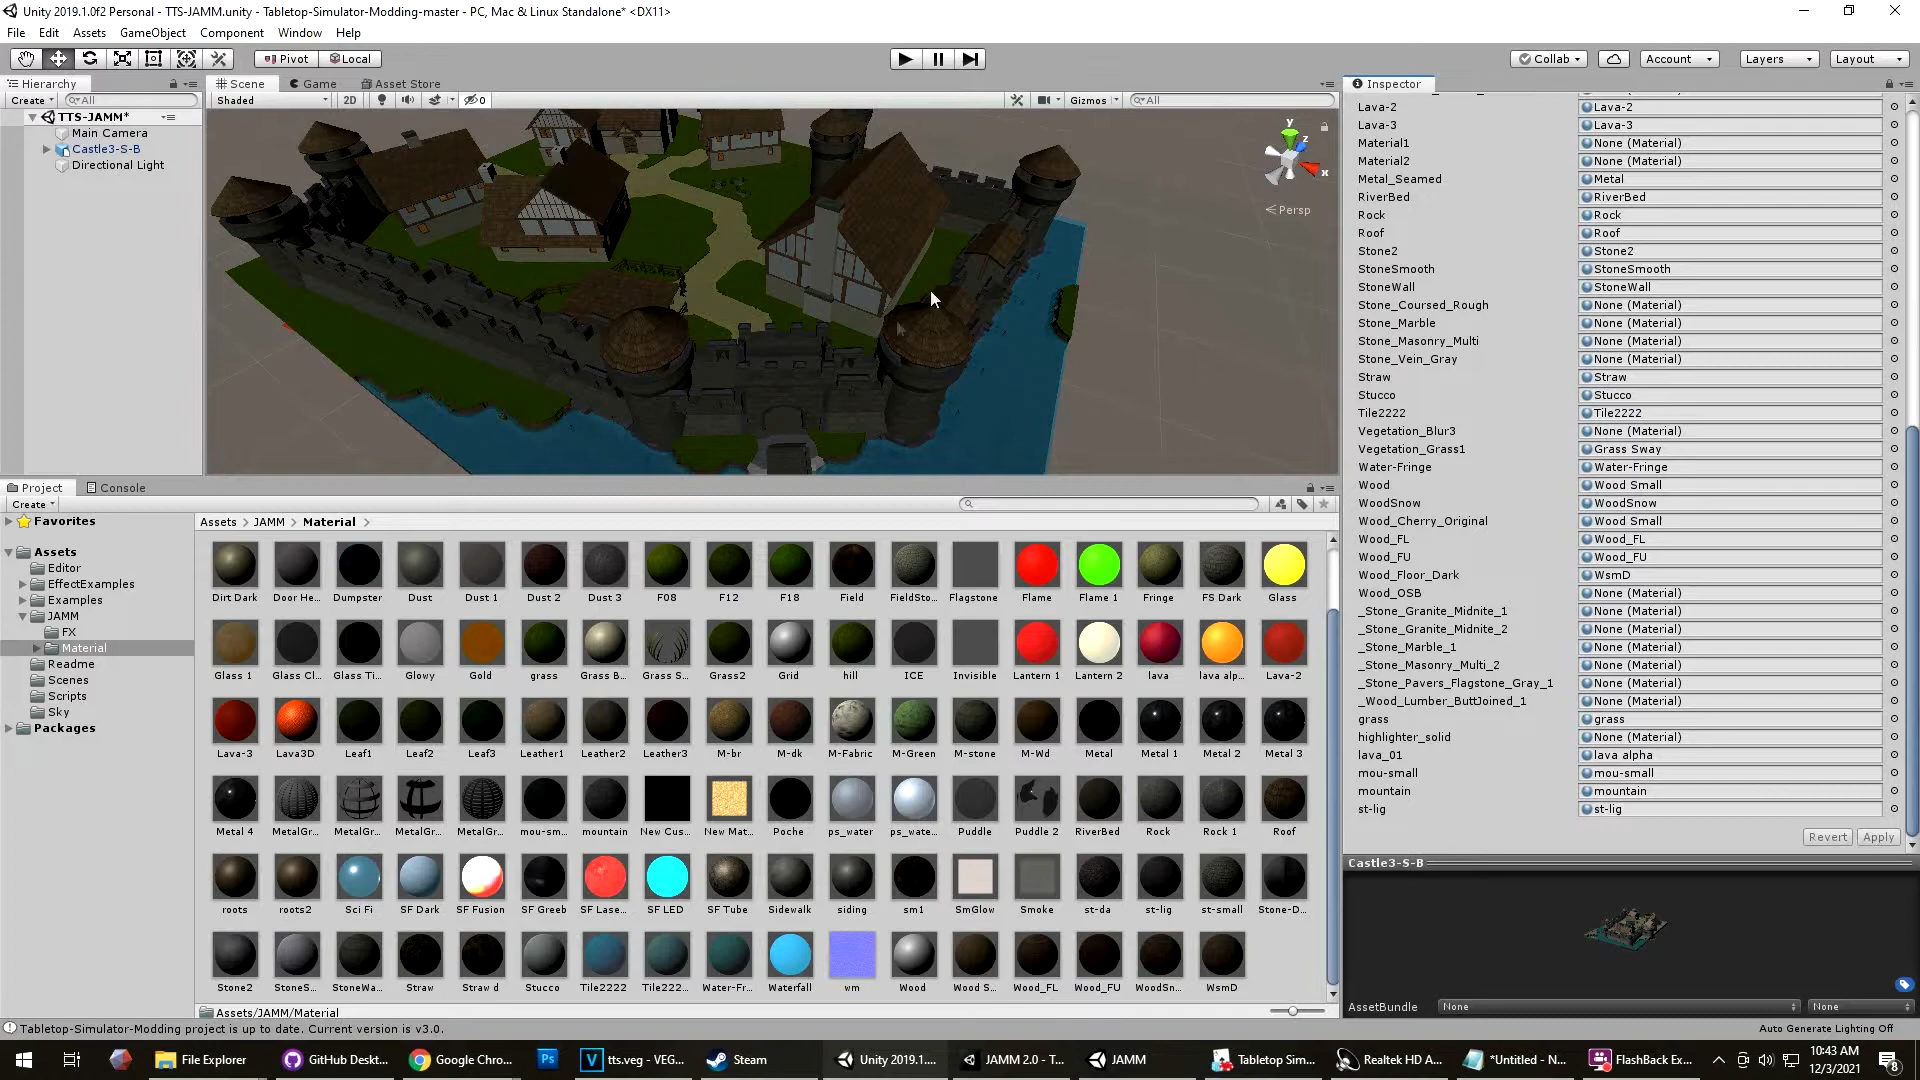 Unity 2019.1.0f2 Personal - TTS-JAMM.unity - Tabletop-Simulator-Modding-master - PC, Mac & Linux Standalone* <DX11>
File Edit Assets GameObject Component Window Help
Pivot Local Collab Account Layers Layout
Hierarchy Scene Game Asset Store Inspector
Create All Shaded 2D 0 Gizmos All
TTS-JAMM*
Main Camera
Castle3-S-B
Directional Light
y
z
x
Persp
Lava-2 Lava-2
Lava-3 Lava-3
Material1 None (Material)
Material2 None (Material)
Metal_Seamed Metal
RiverBed RiverBed
Rock Rock
Roof Roof
Stone2 Stone2
StoneSmooth StoneSmooth
StoneWall StoneWall
Stone_Coursed_Rough None (Material)
Stone_Marble None (Material)
Stone_Masonry_Multi None (Material)
Stone_Vein_Gray None (Material)
Straw Straw
Stucco Stucco
Tile2222 Tile2222
Vegetation_Blur3 None (Material)
Vegetation_Grass1 Grass Sway
Water-Fringe Water-Fringe
Wood Wood Small
WoodSnow WoodSnow
Wood_Cherry_Original Wood Small
Wood_FL Wood_FL
Wood_FU Wood_FU
Wood_Floor_Dark WsmD
Wood_OSB None (Material)
_Stone_Granite_Midnite_1 None (Material)
_Stone_Granite_Midnite_2 None (Material)
_Stone_Marble_1 None (Material)
_Stone_Masonry_Multi_2 None (Material)
_Stone_Pavers_Flagstone_Gray_1 None (Material)
_Wood_Lumber_ButtJoined_1 None (Material)
grass grass
highlighter_solid None (Material)
lava_01 lava alpha
mou-small mou-small
mountain mountain
st-lig st-lig
Revert Apply
Castle3-S-B
AssetBundle None None
Project Console
Create
Favorites
Assets
Editor
EffectExamples
Examples
JAMM
FX
Material
Readme
Scenes
Scripts
Sky
Packages
Assets > JAMM > Material >
Dirt Dark Door He... Dumpster Dust Dust 1 Dust 2 Dust 3 F08 F12 F18 Field FieldSto... Flagstone Flame Flame 1 Fringe FS Dark Glass
Glass 1 Glass Cl... Glass Ti... Glowy Gold grass Grass B... Grass S... Grass2 Grid hill ICE Invisible Lantern 1 Lantern 2 lava lava alp... Lava-2
Lava-3 Lava3D Leaf1 Leaf2 Leaf3 Leather1 Leather2 Leather3 M-br M-dk M-Fabric M-Green M-stone M-Wd Metal Metal 1 Metal 2 Metal 3
Metal 4 MetalGr... MetalGr... MetalGr... MetalGr... mou-sm... mountain New Cus... New Mat... Poche ps_water ps_wate... Puddle Puddle 2 RiverBed Rock Rock 1 Roof
roots roots2 Sci Fi SF Dark SF Fusion SF Greeb SF Lase... SF LED SF Tube Sidewalk siding sm1 SmGlow Smoke st-da st-lig st-small Stone-D...
Stone2 StoneS... StoneWa... Straw Straw d Stucco Tile2222 Tile222... Water-Fr... Waterfall wm Wood Wood S... Wood_FL Wood_FU WoodSn... WsmD
Assets/JAMM/Material
Tabletop-Simulator-Modding project is up to date. Current version is v3.0. Auto Generate Lighting Off
File Explorer GitHub Deskt... Google Chro... Ps V tts.veg - VEG... Steam Unity 2019.1.... JAMM 2.0 - T... JAMM Tabletop Sim... Realtek HD A... *Untitled - N... FlashBack Ex... 10:43 AM
12/3/2021
8